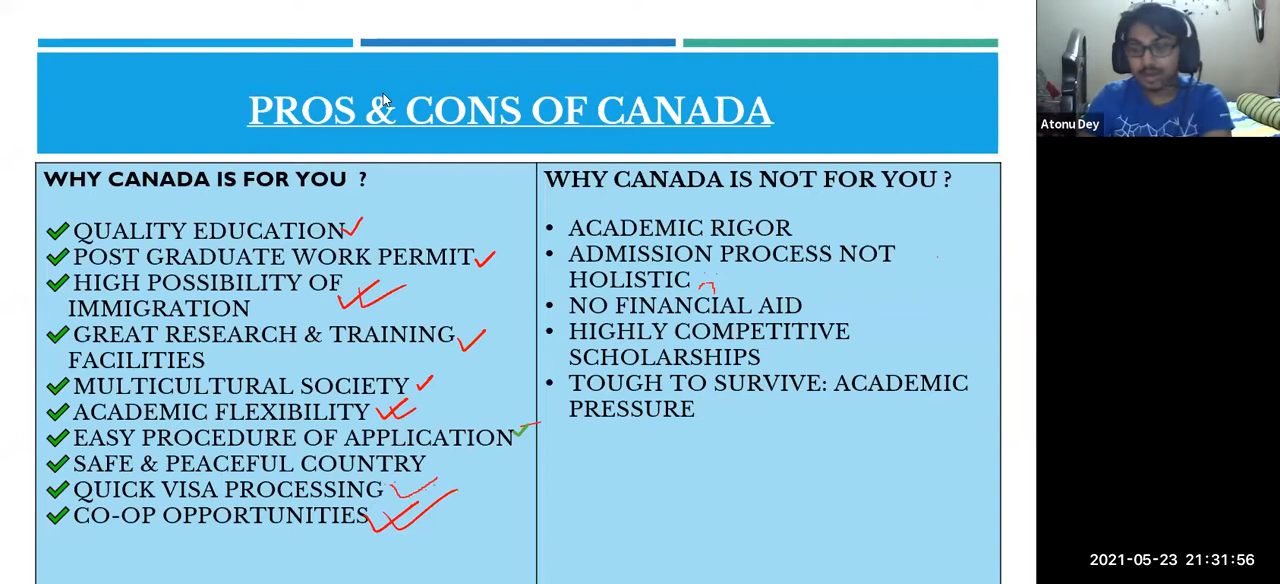 PROS & CONS OF CANADA
Atonu Dey
WHY CANADA IS FOR YOU ?
QUALITY EDUCATION
POST GRADUATE WORK PERMIT
HIGH POSSIBILITY OF
IMMIGRATION
GREAT RESEARCH & TRAINING
FACILITIES
MULTICULTURAL SOCIETY
ACADEMIC FLEXIBILITY
EASY PROCEDURE OF APPLICATION
SAFE & PEACEFUL COUNTRY
QUICK VISA PROCESSING
CO-OP OPPORTUNITIES
WHY CANADA IS NOT FOR YOU ?
ACADEMIC RIGOR
ADMISSION PROCESS NOT
HOLISTIC
NO FINANCIAL AID
HIGHLY COMPETITIVE
SCHOLARSHIPS
TOUGH TO SURVIVE: ACADEMIC
PRESSURE
2021-05-23 21:31:56